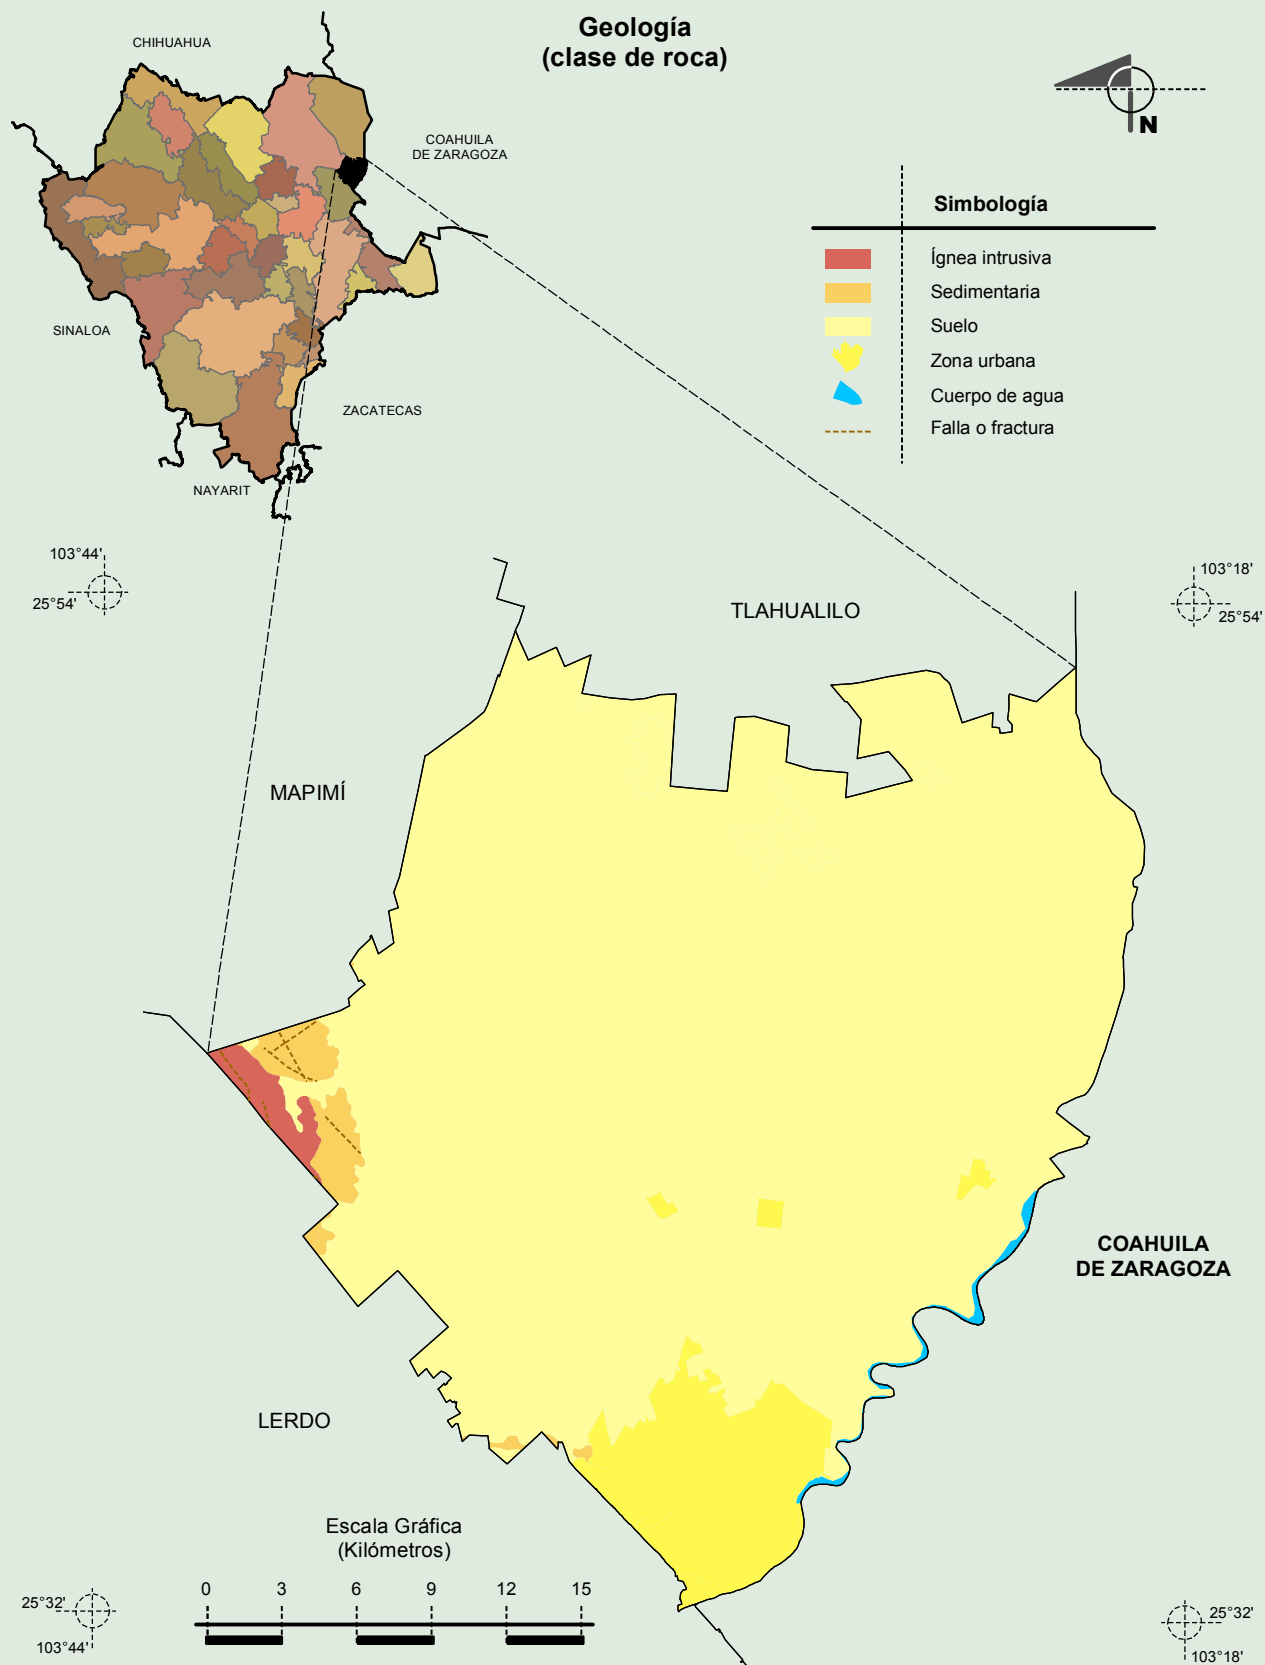 Geología
(clase de roca)
CHIHUAHUA
COAHUILA
DE ZARAGOZA
SINALOA
ZACATECAS
NAYARIT
N
Simbología
Ígnea intrusiva
Sedimentaria
Suelo
Zona urbana
Cuerpo de agua
Falla o fractura
103°44'
25°54'
103°18'
25°54'
TLAHUALILO
MAPIMÍ
COAHUILA
DE ZARAGOZA
LERDO
Escala Gráfica
(Kilómetros)
0 3 6 9 12 15
25°32'
103°44'
25°32'
103°18'